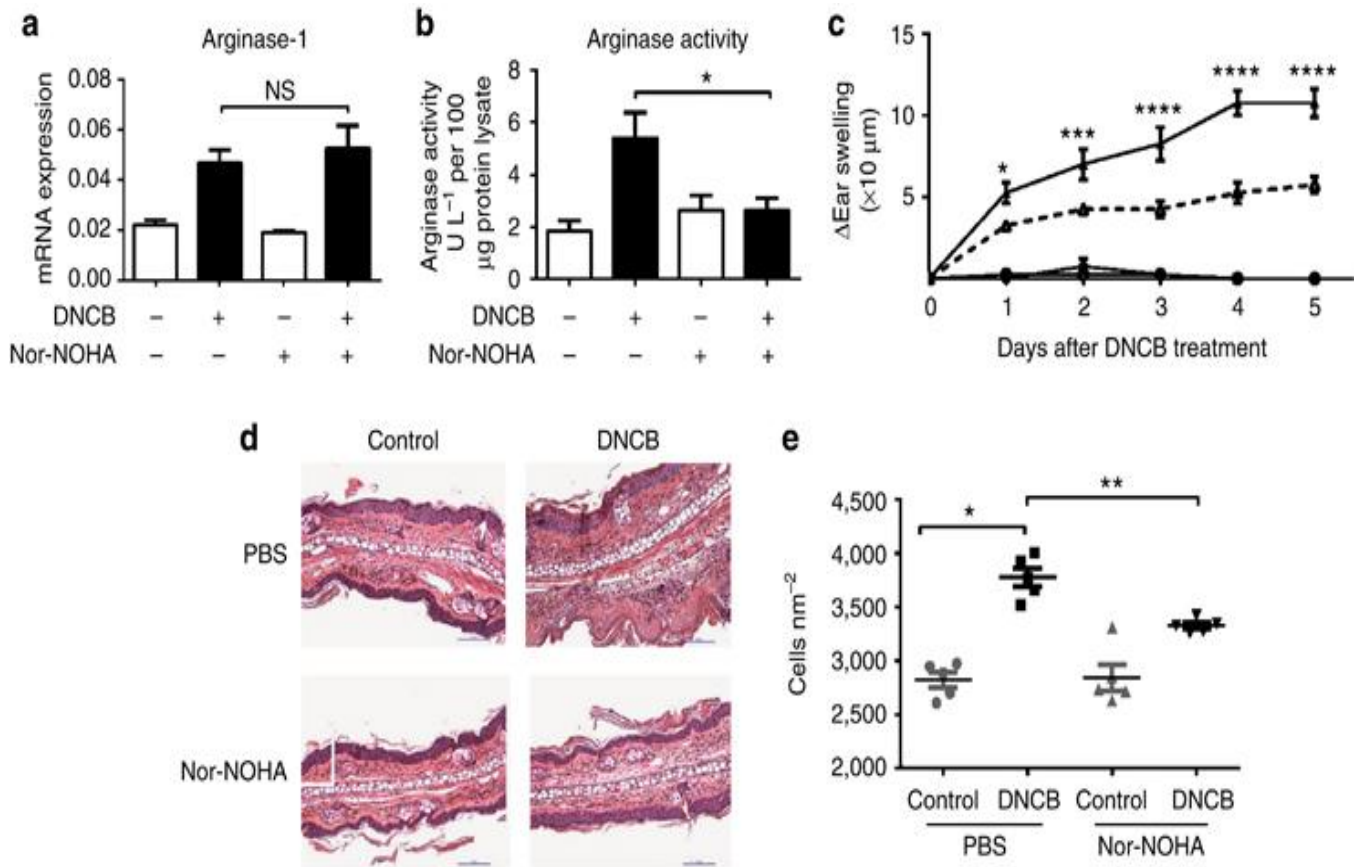 a
Arginase-1
mRNA expression
0.08
0.06
0.04
0.02
0.00
NS
DNCB − + − +
Nor-NOHA − − + +
b
Arginase activity
Arginase activity
U L⁻¹ per 100
µg protein lysate
8
6
4
2
0
*
DNCB − + − +
Nor-NOHA − − + +
c
ΔEar swelling
(×10 µm)
15
10
5
* *** **** **** ****
0 1 2 3 4 5
Days after DNCB treatment
d
Control DNCB
PBS
Nor-NOHA
e
Cells nm⁻²
4,500
4,000
3,500
3,000
2,500
2,000
* **
Control DNCB Control DNCB
PBS Nor-NOHA